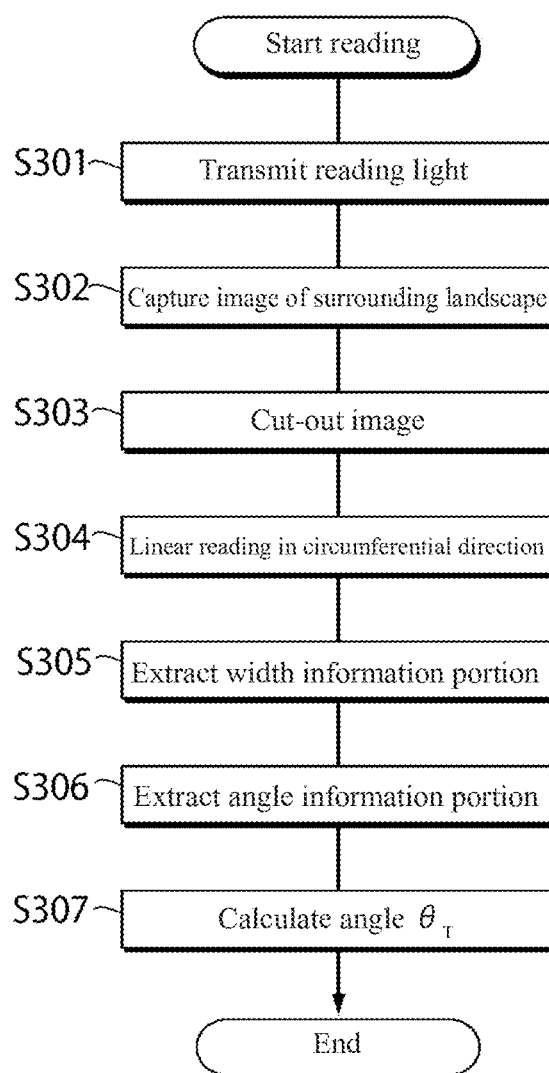 Start reading
S301 Transmit reading light
S302 Capture image of surrounding landscape
S303 Cut-out image
S304 Linear reading in circumferential direction
S305 Extract width information portion
S306 Extract angle information portion
S307 Calculate angle θT
End